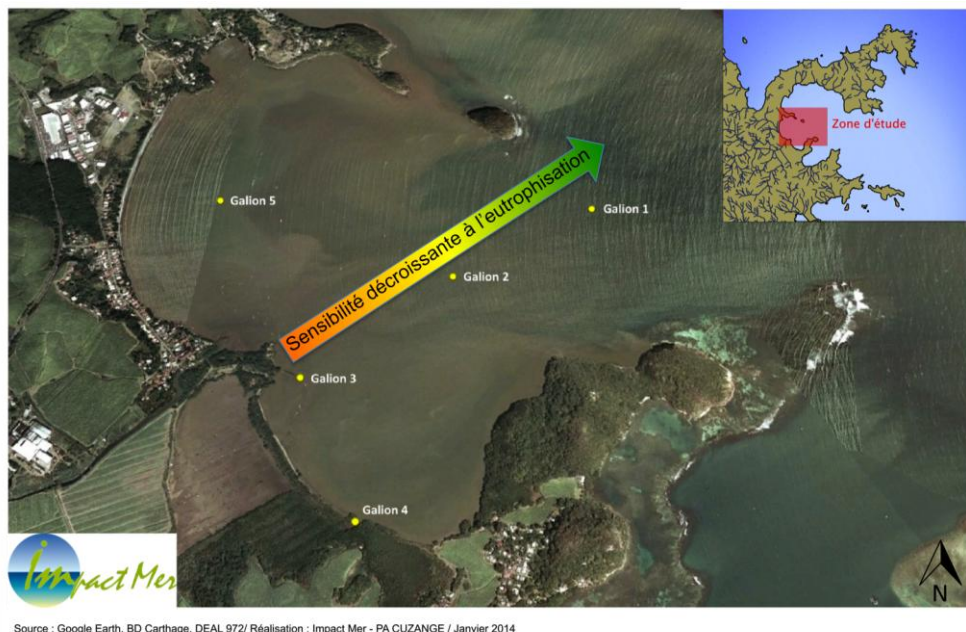 Zone d'étude
Sensibilité décroissante à l'eutrophisation
Galion 5
Galion 1
Galion 2
Galion 3
Galion 4
Impact Mer
N
Source : Google Earth, BD Carthage, DEAL 972/ Réalisation : Impact Mer - PA CUZANGE / Janvier 2014